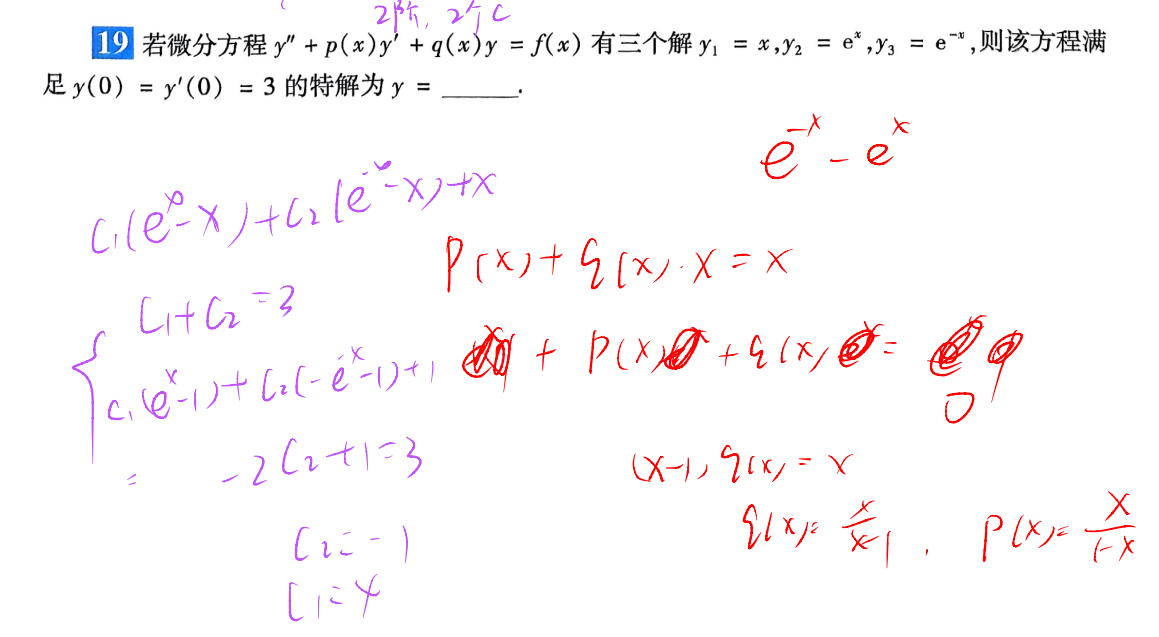 2阶, 2个C
19 若微分方程 y″ + p(x)y′ + q(x)y = f(x) 有三个解 y₁ = x,y₂ = eˣ,y₃ = e⁻ˣ,则该方程满
足 y(0) = y′(0) = 3 的特解为 y = ______.
e⁻ˣ - eˣ
C₁(eˣ-x)+C₂(e⁻ˣ-x)+x
p(x)+q(x)·x=x
C₁+C₂=3
+ p(x) +q(x) =
0
C₁(eˣ-1)+C₂(-e⁻ˣ-1)+1
= -2C₂+1=3
(x-1)q(x)=x
q(x)=x/(x-1), p(x)=x/(1-x)
C₂=-1
C₁=4